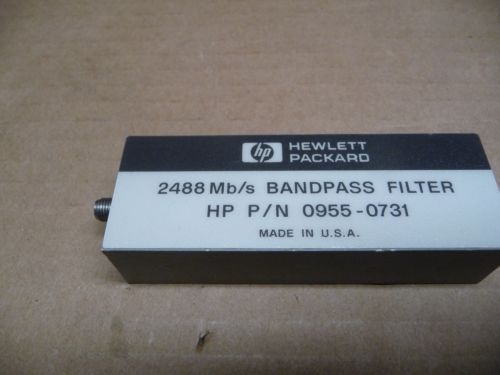 hp HEWLETT
PACKARD
2488 Mb/s BANDPASS FILTER
HP P/N 0955-0731
MADE IN U.S.A.